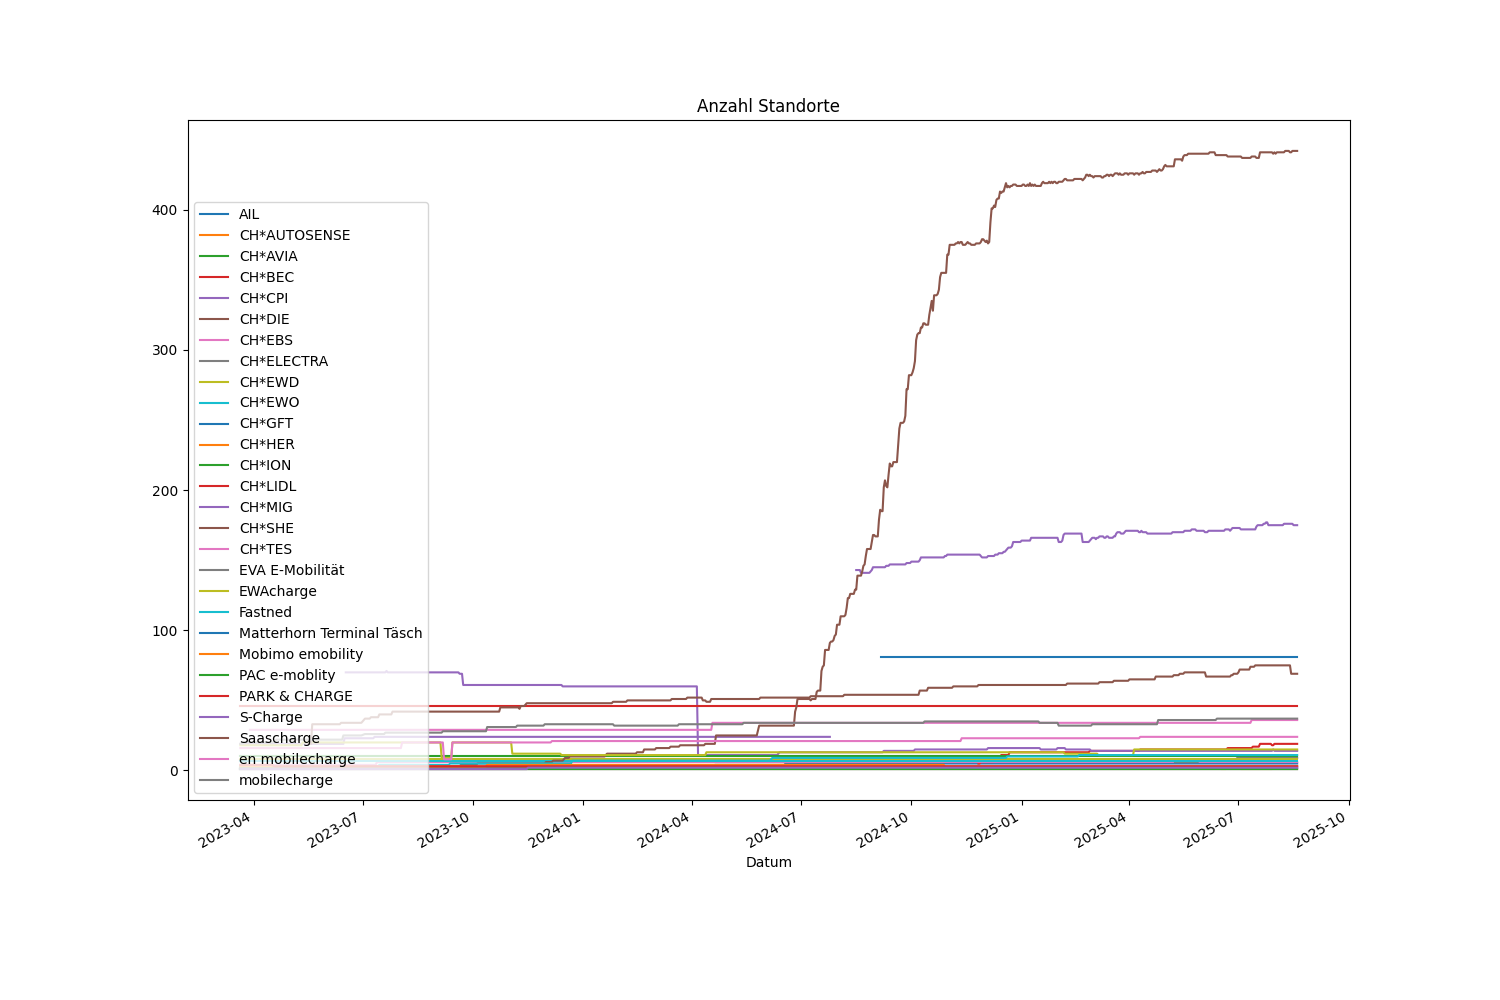 Anzahl Standorte
400
300
200
100
0
AIL
CH*AUTOSENSE
CH*AVIA
CH*BEC
CH*CPI
CH*DIE
CH*EBS
CH*ELECTRA
CH*EWD
CH*EWO
CH*GFT
CH*HER
CH*ION
CH*LIDL
CH*MIG
CH*SHE
CH*TES
EVA E-Mobilität
EWAcharge
Fastned
Matterhorn Terminal Täsch
Mobimo emobility
PAC e-moblity
PARK & CHARGE
S-Charge
Saascharge
en mobilecharge
mobilecharge
2023-04
2023-07
2023-10
2024-01
2024-04
2024-07
2024-10
2025-01
2025-04
2025-07
2025-10
Datum